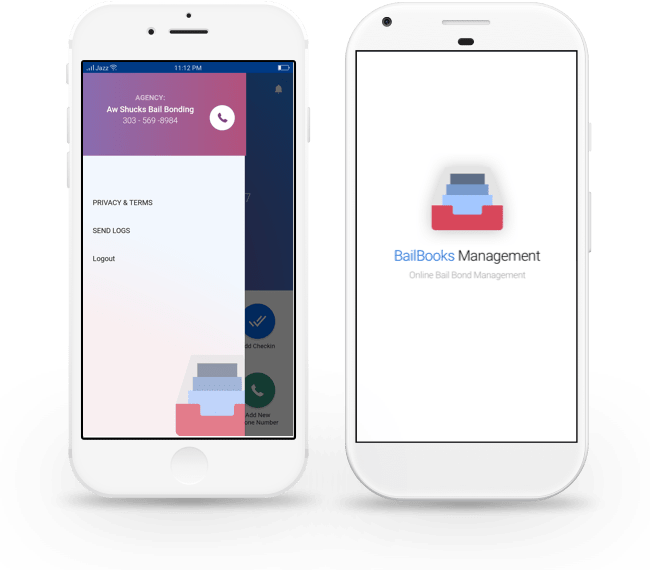 Jazz
11:12 PM
AGENCY:
Aw Shucks Bail Bonding
303 - 569 -8984
7
PRIVACY & TERMS
SEND LOGS
Logout
dd Checkin
Add New
one Number
BailBooks Management
Online Bail Bond Management